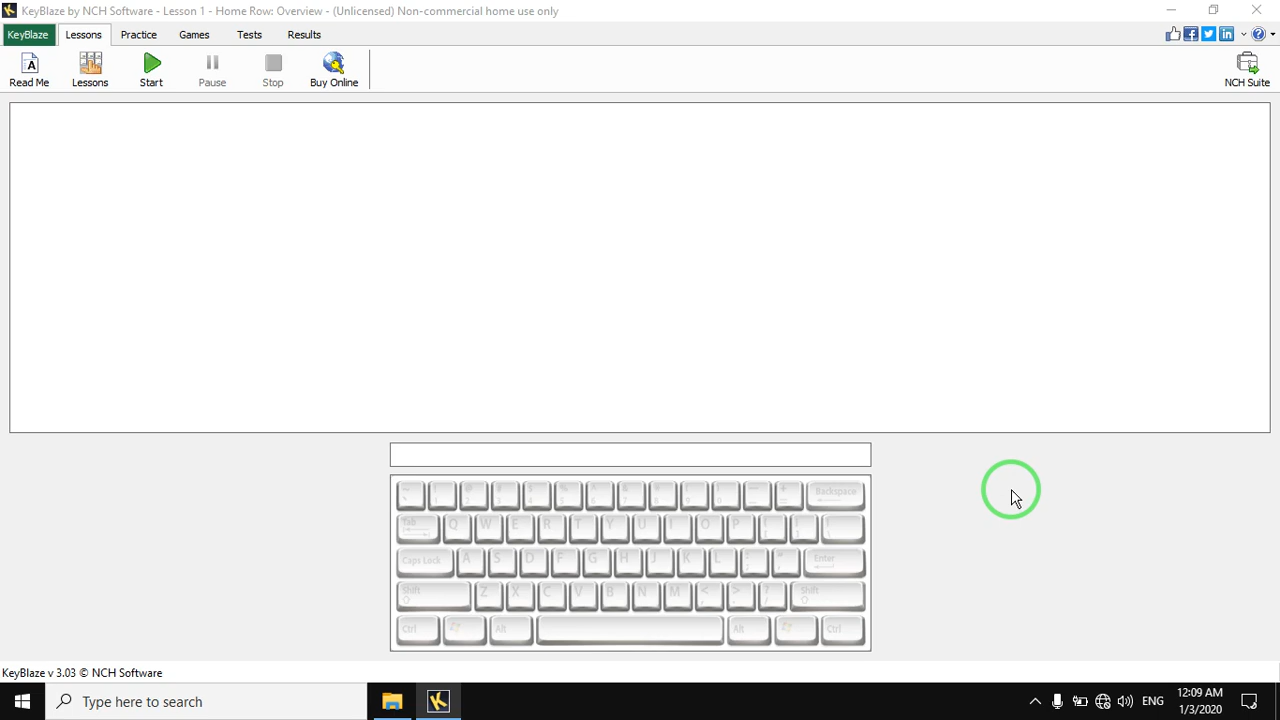 KeyBlaze by NCH Software - Lesson 1 - Home Row: Overview - (Unlicensed) Non-commercial home use only
KeyBlaze Lessons Practice Games Tests Results
Read Me Lessons Start Pause Stop Buy Online NCH Suite
Backspace
Tab Q W E R T Y U I O P
Caps Lock A S D F G H J K L Enter
Shift Z X C V B N M < > ? Shift
Ctrl Alt Alt Ctrl
KeyBlaze v 3.03 © NCH Software
Type here to search
ENG
12:09 AM
1/3/2020